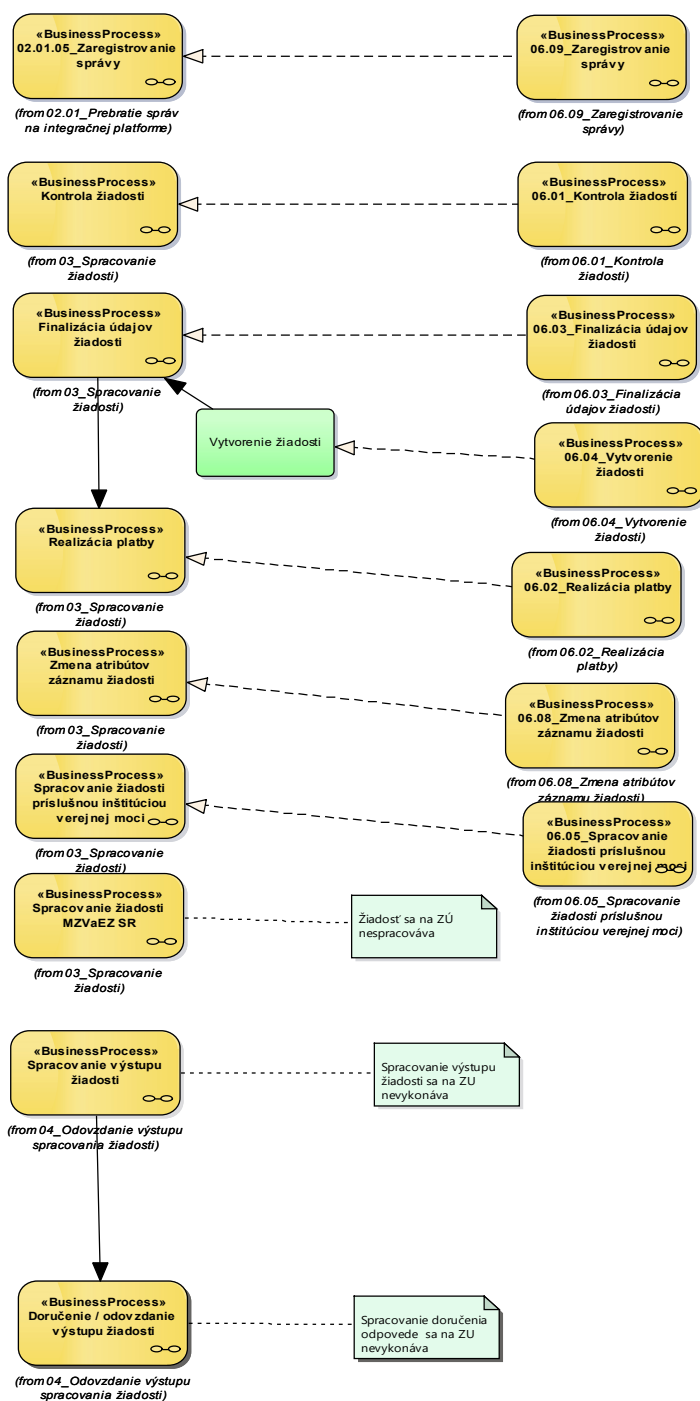 «BusinessProcess»
02.01.05_Zaregistrovanie
správy
(from 02.01_Prebratie správ
na integračnej platforme)
«BusinessProcess»
06.09_Zaregistrovanie
správy
(from 06.09_Zaregistrovanie
správy)
«BusinessProcess»
Kontrola žiadosti
(from 03_Spracovanie
žiadosti)
«BusinessProcess»
06.01_Kontrola žiadostí
(from 06.01_Kontrola
žiadosti)
«BusinessProcess»
Finalizácia údajov
žiadosti
(from 03_Spracovanie
žiadosti)
«BusinessProcess»
06.03_Finalizácia údajov
žiadosti
(from 06.03_Finalizácia
údajov žiadosti)
Vytvorenie žiadosti
«BusinessProcess»
06.04_Vytvorenie
žiadosti
(from 06.04_Vytvorenie
žiadosti)
«BusinessProcess»
Realizácia platby
(from 03_Spracovanie
žiadosti)
«BusinessProcess»
06.02_Realizácia platby
(from 06.02_Realizácia
platby)
«BusinessProcess»
Zmena atribútov
záznamu žiadosti
(from 03_Spracovanie
žiadosti)
«BusinessProcess»
06.08_Zmena atribútov
záznamu žiadosti
(from 06.08_Zmena atribútov
záznamu žiadosti)
«BusinessProcess»
Spracovanie žiadosti
príslušnou inštitúciou
verejnej moci
(from 03_Spracovanie
žiadosti)
«BusinessProcess»
06.05_Spracovanie
žiadosti príslušnou
inštitúciou verejnej moci
(from 06.05_Spracovanie
žiadosti príslušnou
inštitúciou verejnej moci)
«BusinessProcess»
Spracovanie žiadosti
MZVaEZ SR
(from 03_Spracovanie
žiadosti)
Žiadosť sa na ZÚ
nespracováva
«BusinessProcess»
Spracovanie výstupu
žiadosti
(from 04_Odovzdanie výstupu
spracovania žiadosti)
Spracovanie výstupu
žiadosti sa na ZU
nevykonáva
«BusinessProcess»
Doručenie / odovzdanie
výstupu žiadosti
(from 04_Odovzdanie výstupu
spracovania žiadosti)
Spracovanie doručenia
odpovede sa na ZU
nevykonáva